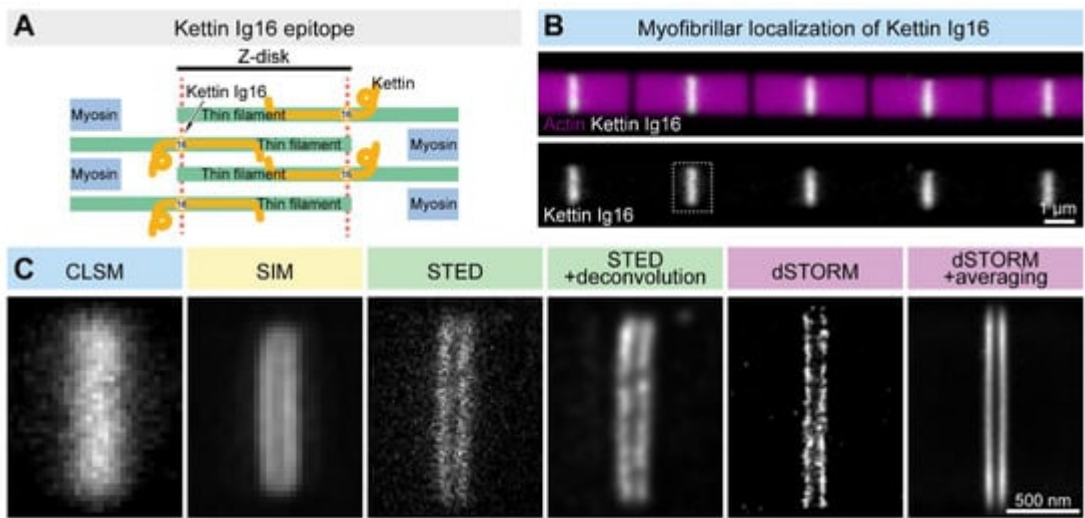 A
Kettin Ig16 epitope
Z-disk
Kettin Ig16
Kettin
Myosin
Thin filament
16
16
Thin filament
Myosin
Myosin
Thin filament
16
16
Thin filament
Myosin
B
Myofibrillar localization of Kettin Ig16
Actin Kettin Ig16
Kettin Ig16
1 µm
C
CLSM
SIM
STED
STED
+deconvolution
dSTORM
dSTORM
+averaging
500 nm